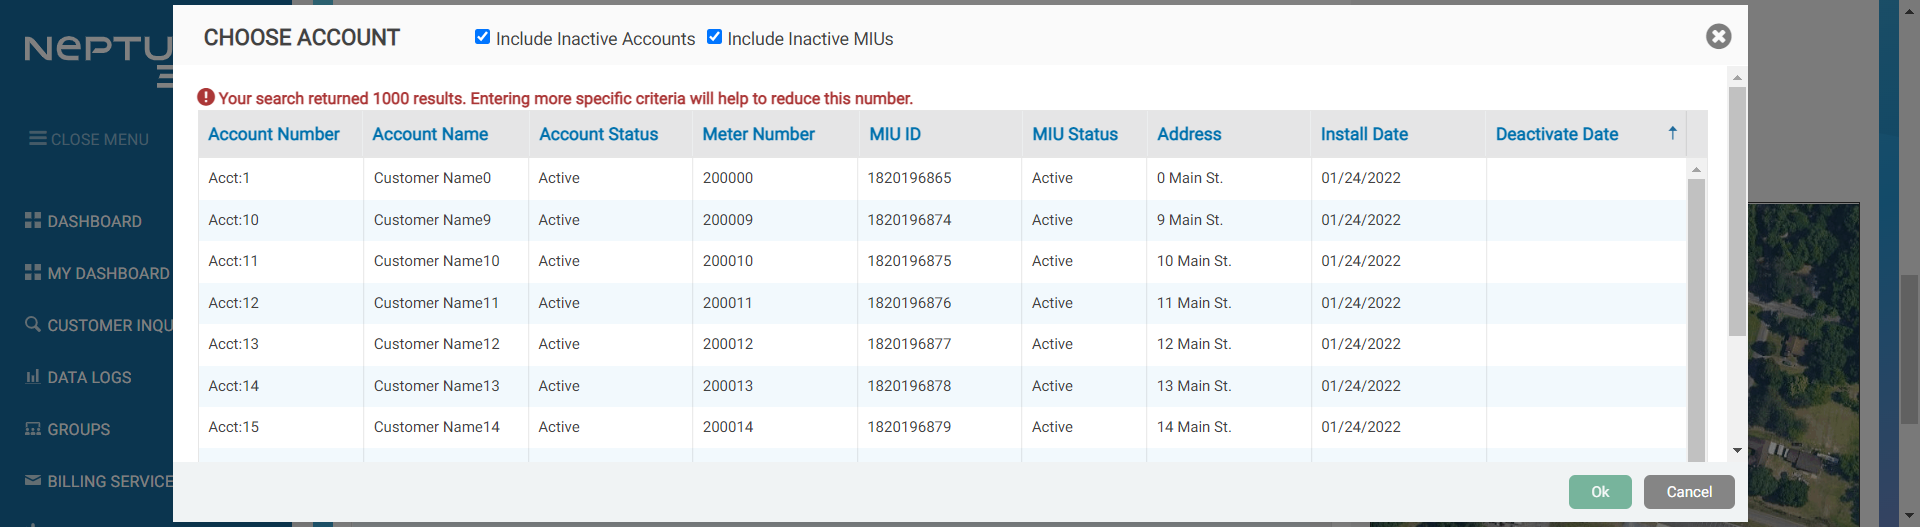 NEPTU
CLOSE MENU
DASHBOARD
MY DASHBOARD
CUSTOMER INQU
DATA LOGS
GROUPS
BILLING SERVICE
CHOOSE ACCOUNT
Include Inactive Accounts Include Inactive MIUs
Your search returned 1000 results. Entering more specific criteria will help to reduce this number.
Account Number Account Name Account Status Meter Number MIU ID MIU Status Address Install Date Deactivate Date
Acct:1 Customer Name0 Active 200000 1820196865 Active 0 Main St. 01/24/2022
Acct:10 Customer Name9 Active 200009 1820196874 Active 9 Main St. 01/24/2022
Acct:11 Customer Name10 Active 200010 1820196875 Active 10 Main St. 01/24/2022
Acct:12 Customer Name11 Active 200011 1820196876 Active 11 Main St. 01/24/2022
Acct:13 Customer Name12 Active 200012 1820196877 Active 12 Main St. 01/24/2022
Acct:14 Customer Name13 Active 200013 1820196878 Active 13 Main St. 01/24/2022
Acct:15 Customer Name14 Active 200014 1820196879 Active 14 Main St. 01/24/2022
Ok Cancel